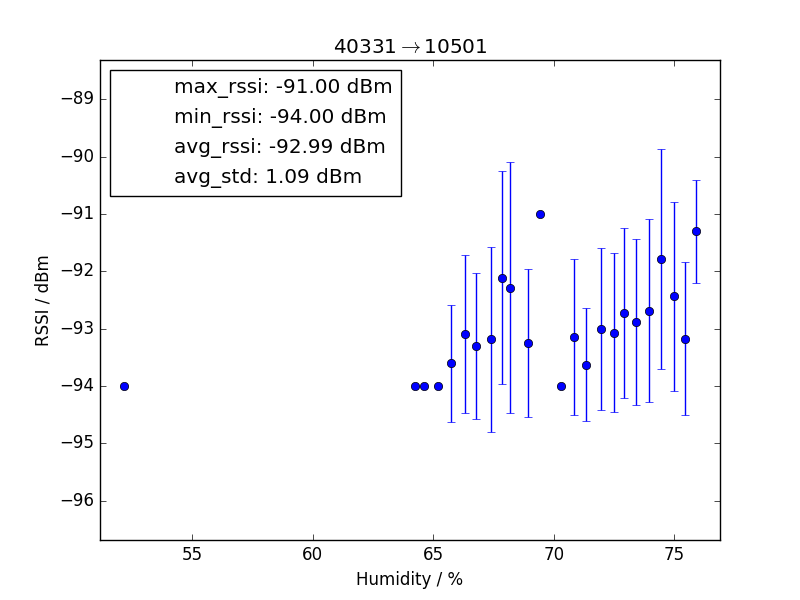 40331→10501
max_rssi: -91.00 dBm
min_rssi: -94.00 dBm
avg_rssi: -92.99 dBm
avg_std: 1.09 dBm
−89
−90
−91
−92
−93
−94
−95
−96
RSSI / dBm
55 60 65 70 75
Humidity / %